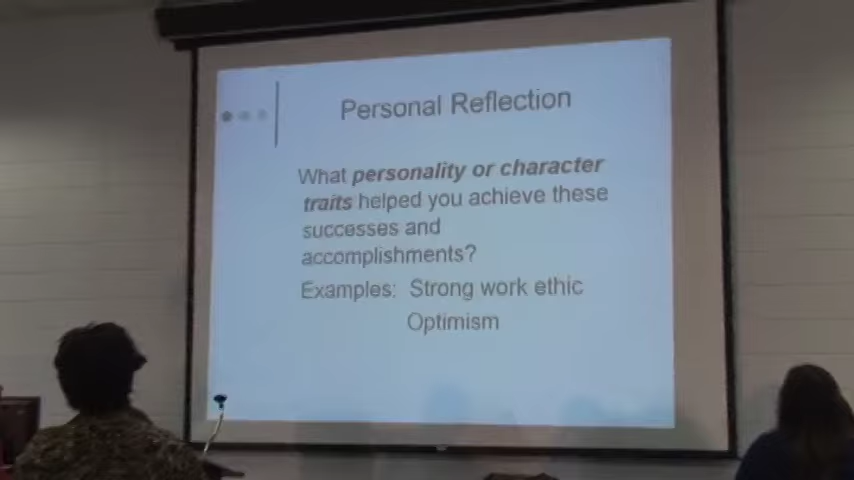 Personal Reflection
What personality or character
traits helped you achieve these
successes and
accomplishments?
Examples: Strong work ethic
Optimism